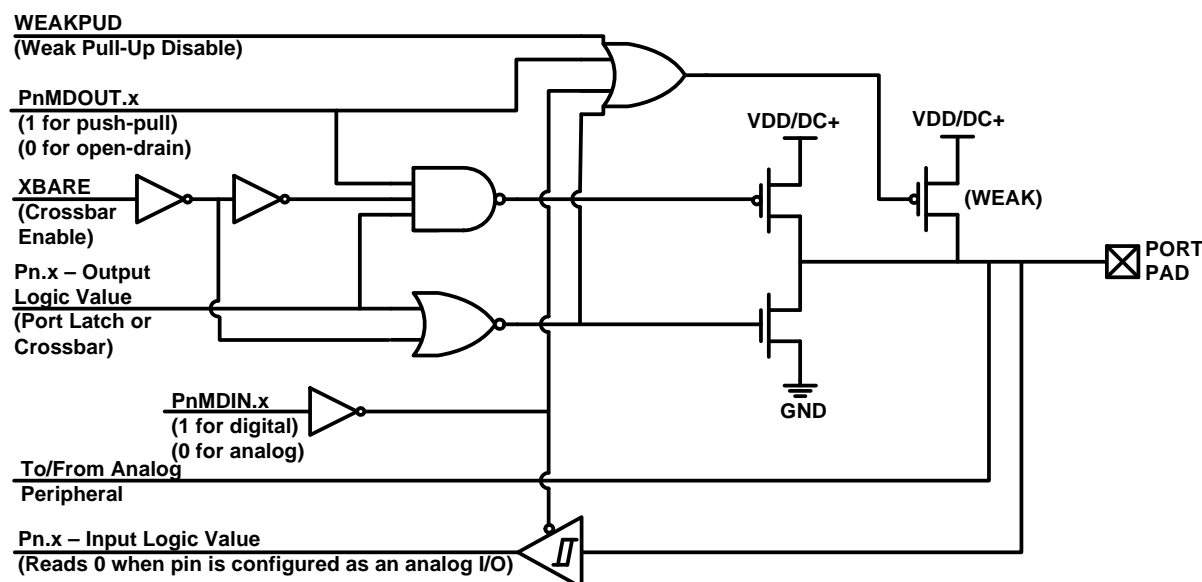 WEAKPUD
(Weak Pull-Up Disable)
PnMDOUT.x
(1 for push-pull)
(0 for open-drain)
XBARE
(Crossbar
Enable)
Pn.x – Output
Logic Value
(Port Latch or
Crossbar)
PnMDIN.x
(1 for digital)
(0 for analog)
To/From Analog
Peripheral
Pn.x – Input Logic Value
(Reads 0 when pin is configured as an analog I/O)
VDD/DC+
VDD/DC+
(WEAK)
GND
PORT
PAD